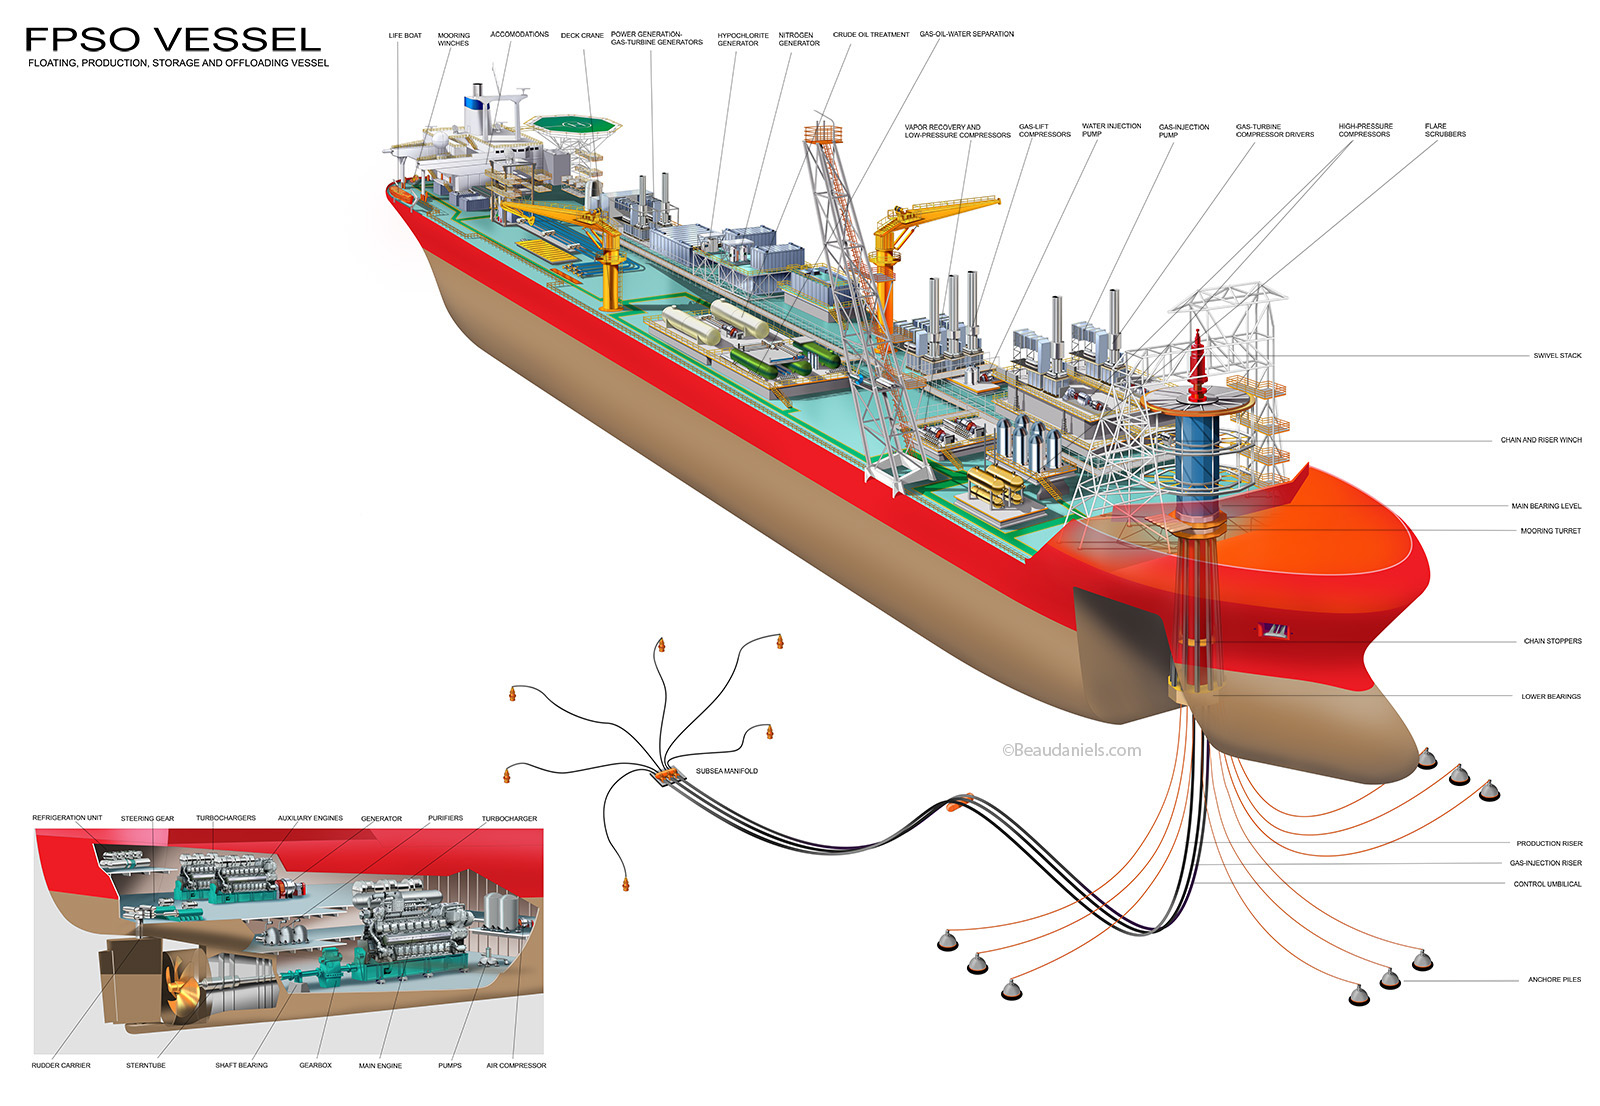 FPSO VESSEL
FLOATING, PRODUCTION, STORAGE AND OFFLOADING VESSEL
LIFE BOAT
MOORING
WINCHES
ACCOMODATIONS
DECK CRANE
POWER GENERATION-
GAS-TURBINE GENERATORS
HYPOCHLORITE
GENERATOR
NITROGEN
GENERATOR
CRUDE OIL TREATMENT
GAS-OIL-WATER SEPARATION
VAPOR RECOVERY AND
LOW-PRESSURE COMPRESSORS
GAS-LIFT
COMPRESSORS
WATER INJECTION
PUMP
GAS-INJECTION
PUMP
GAS-TURBINE
COMPRESSOR DRIVERS
HIGH-PRESSURE
COMPRESSORS
FLARE
SCRUBBERS
SWIVEL STACK
CHAIN AND RISER WINCH
MAIN BEARING LEVEL
MOORING TURRET
CHAIN STOPPERS
LOWER BEARINGS
©Beaudaniels.com
SUBSEA MANIFOLD
PRODUCTION RISER
GAS-INJECTION RISER
CONTROL UMBILICAL
ANCHORE PILES
REFRIGERATION UNIT
STEERING GEAR
TURBOCHARGERS
AUXILIARY ENGINES
GENERATOR
PURIFIERS
TURBOCHARGER
RUDDER CARRIER
STERNTUBE
SHAFT BEARING
GEARBOX
MAIN ENGINE
PUMPS
AIR COMPRESSOR